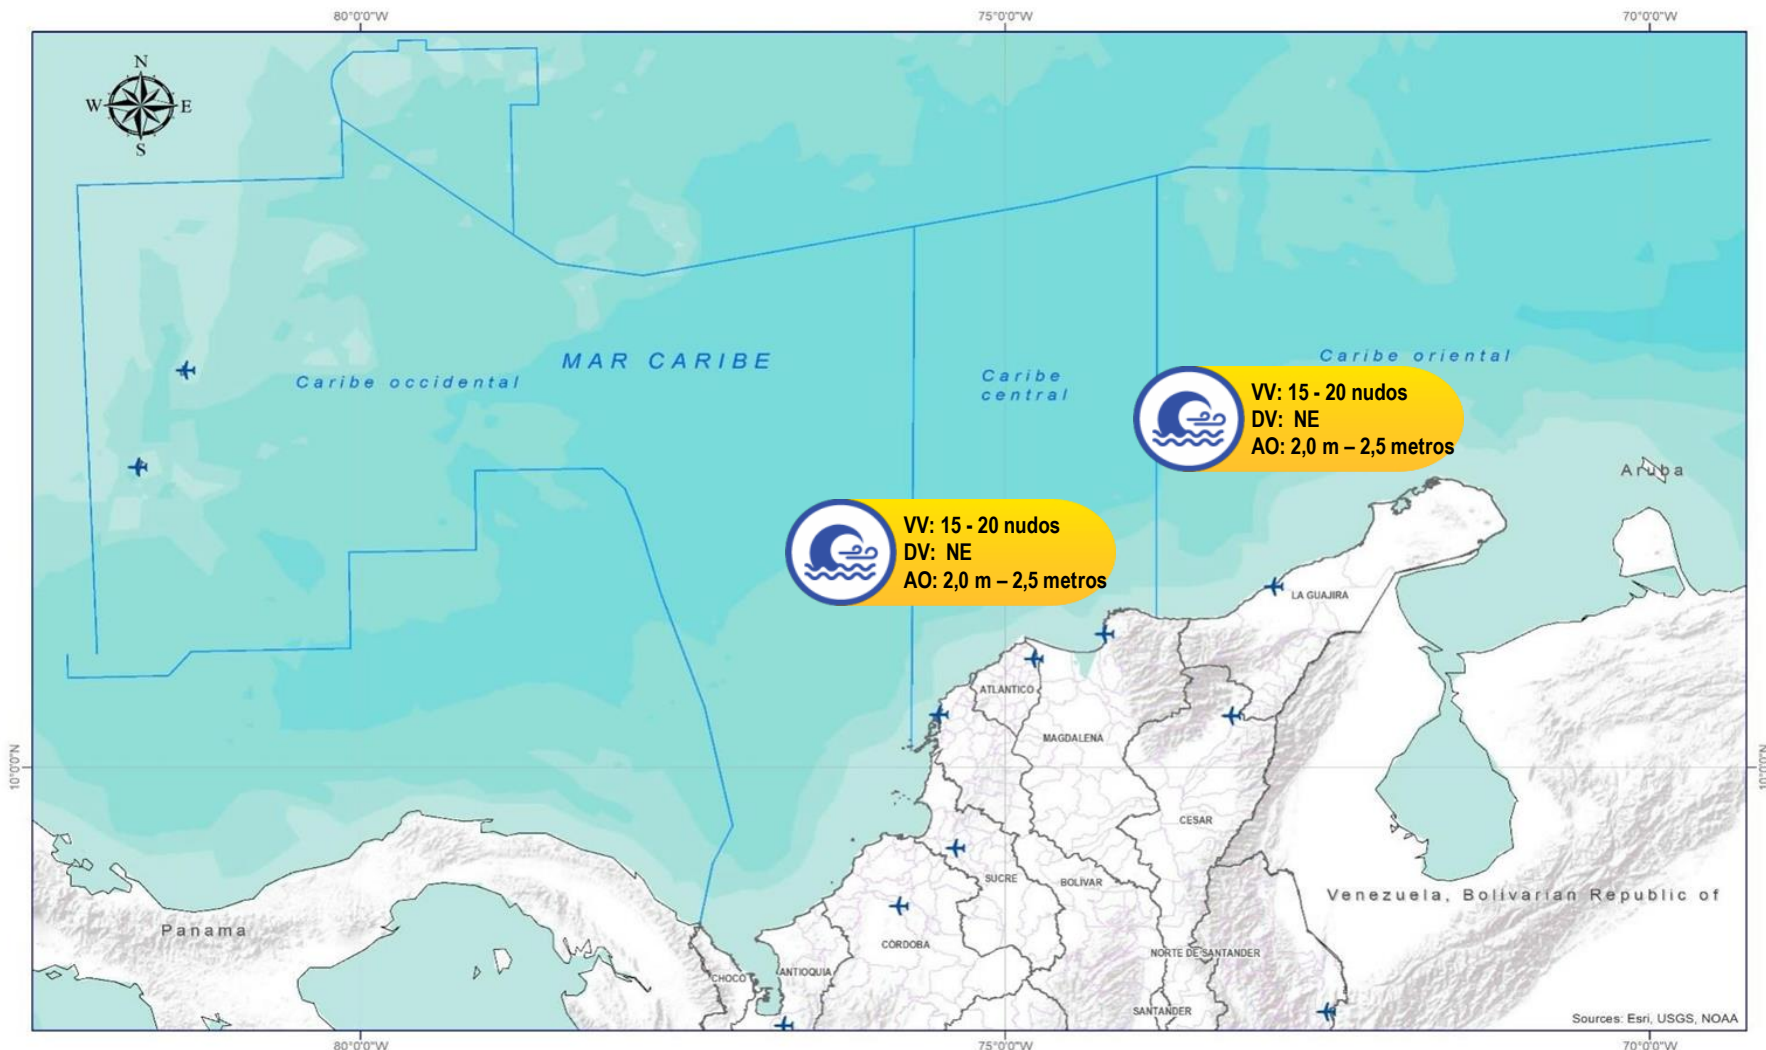 80°0'0"W
75°0'0"W
70°0'0"W
N
W
E
S
MAR CARIBE
Caribe occidental
Caribe
central
Caribe oriental
VV: 15 - 20 nudos
DV: NE
AO: 2,0 m – 2,5 metros
Aruba
VV: 15 - 20 nudos
DV: NE
AO: 2,0 m – 2,5 metros
LA GUAJIRA
ATLÁNTICO
MAGDALENA
10°0'0"N
10°0'0"N
CESAR
SUCRE
BOLÍVAR
Venezuela, Bolivarian Republic of
Panama
CÓRDOBA
NORTE DE SANTANDER
CHOCO
ANTIOQUIA
SANTANDER
Sources: Esri, USGS, NOAA
80°0'0"W
75°0'0"W
70°0'0"W